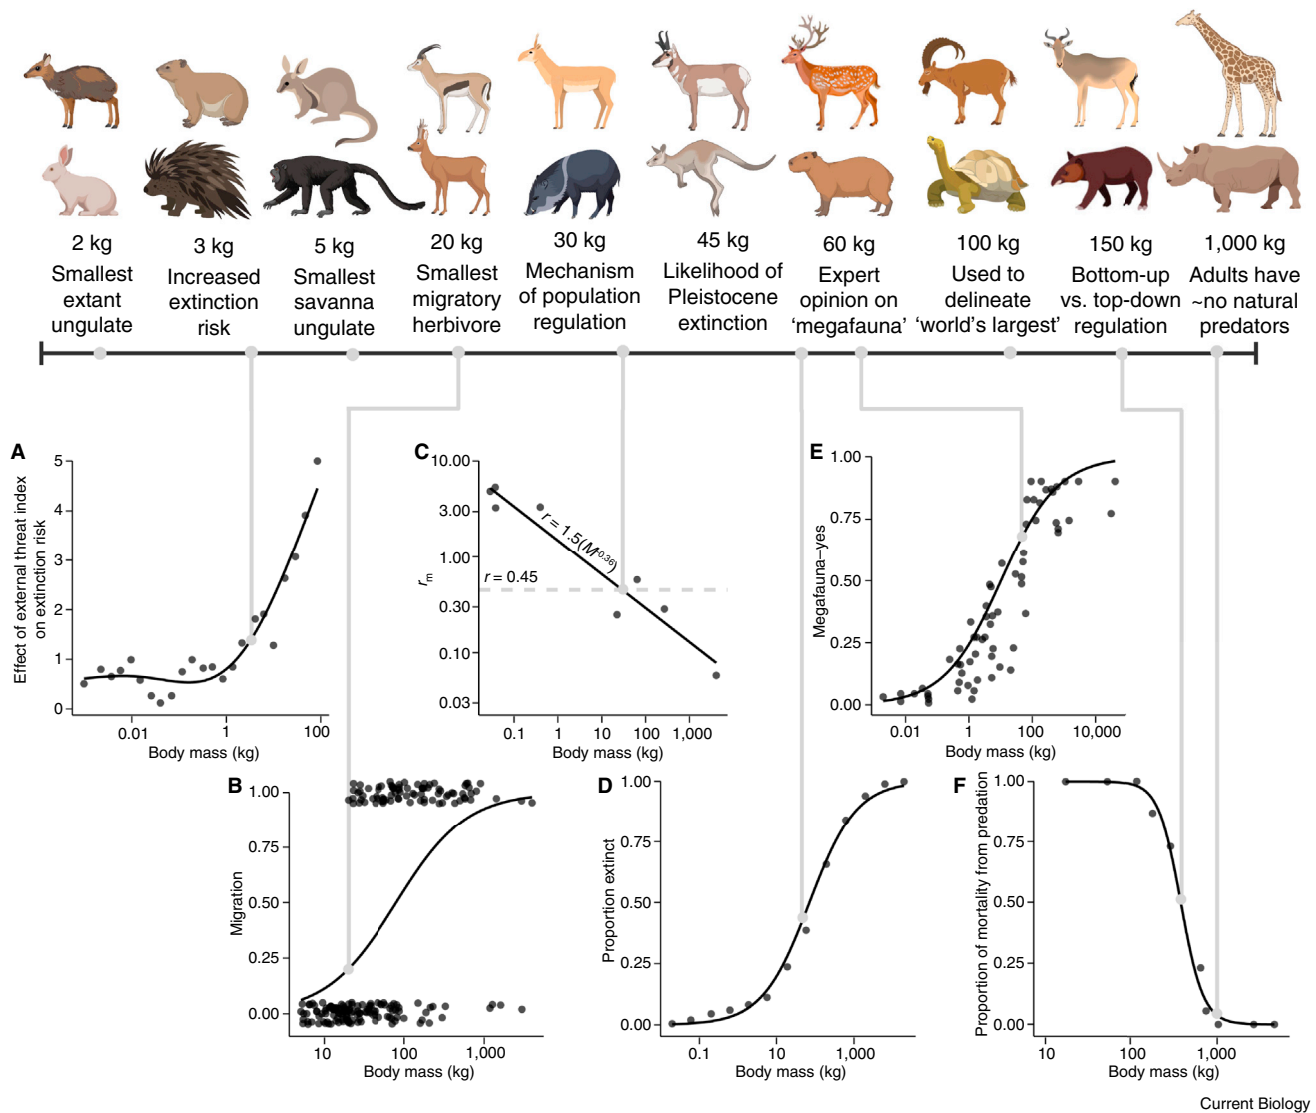 2 kg
Smallest
extant
ungulate
3 kg
Increased
extinction
risk
5 kg
Smallest
savanna
ungulate
20 kg
Smallest
migratory
herbivore
30 kg
Mechanism
of population
regulation
45 kg
Likelihood of
Pleistocene
extinction
60 kg
Expert
opinion on
‘megafauna’
100 kg
Used to
delineate
‘world’s largest’
150 kg
Bottom-up
vs. top-down
regulation
1,000 kg
Adults have
~no natural
predators
A
Effect of external threat index
on extinction risk
5
4
3
2
1
0
0.01
1
100
Body mass (kg)
C
r_m
10.00
3.00
1.00
0.30
0.10
0.03
r = 1.5(M^-0.36)
r = 0.45
0.1
1
10
100
1,000
Body mass (kg)
E
Megafauna–yes
1.00
0.75
0.50
0.25
0.00
0.01
1
100
10,000
Body mass (kg)
B
Migration
1.00
0.75
0.50
0.25
0.00
10
100
1,000
Body mass (kg)
D
Proportion extinct
1.00
0.75
0.50
0.25
0.00
0.1
10
1,000
Body mass (kg)
F
Proportion of mortality from predation
1.00
0.75
0.50
0.25
0.00
10
100
1,000
Body mass (kg)
Current Biology